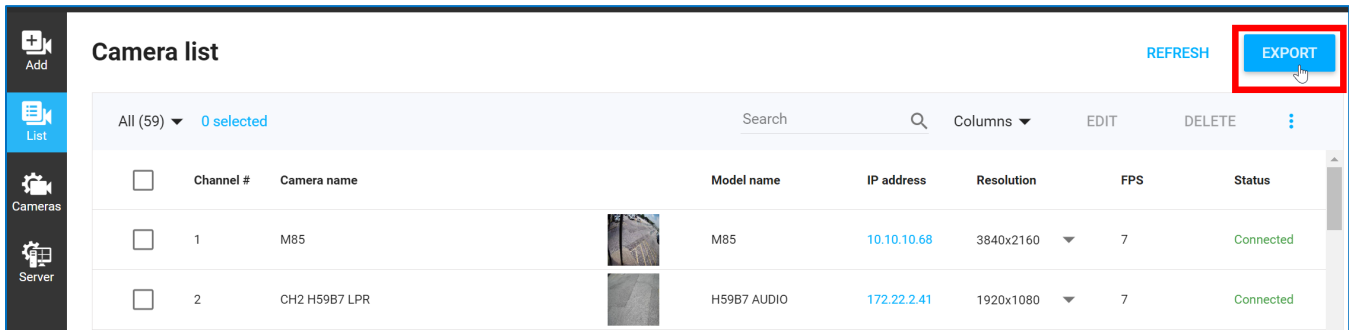 Add
List
Cameras
Server
Camera list
REFRESH
EXPORT
All (59) 0 selected Search Columns EDIT DELETE
Channel # Camera name Model name IP address Resolution FPS Status
1 M85 M85 10.10.10.68 3840x2160 7 Connected
2 CH2 H59B7 LPR H59B7 AUDIO 172.22.2.41 1920x1080 7 Connected